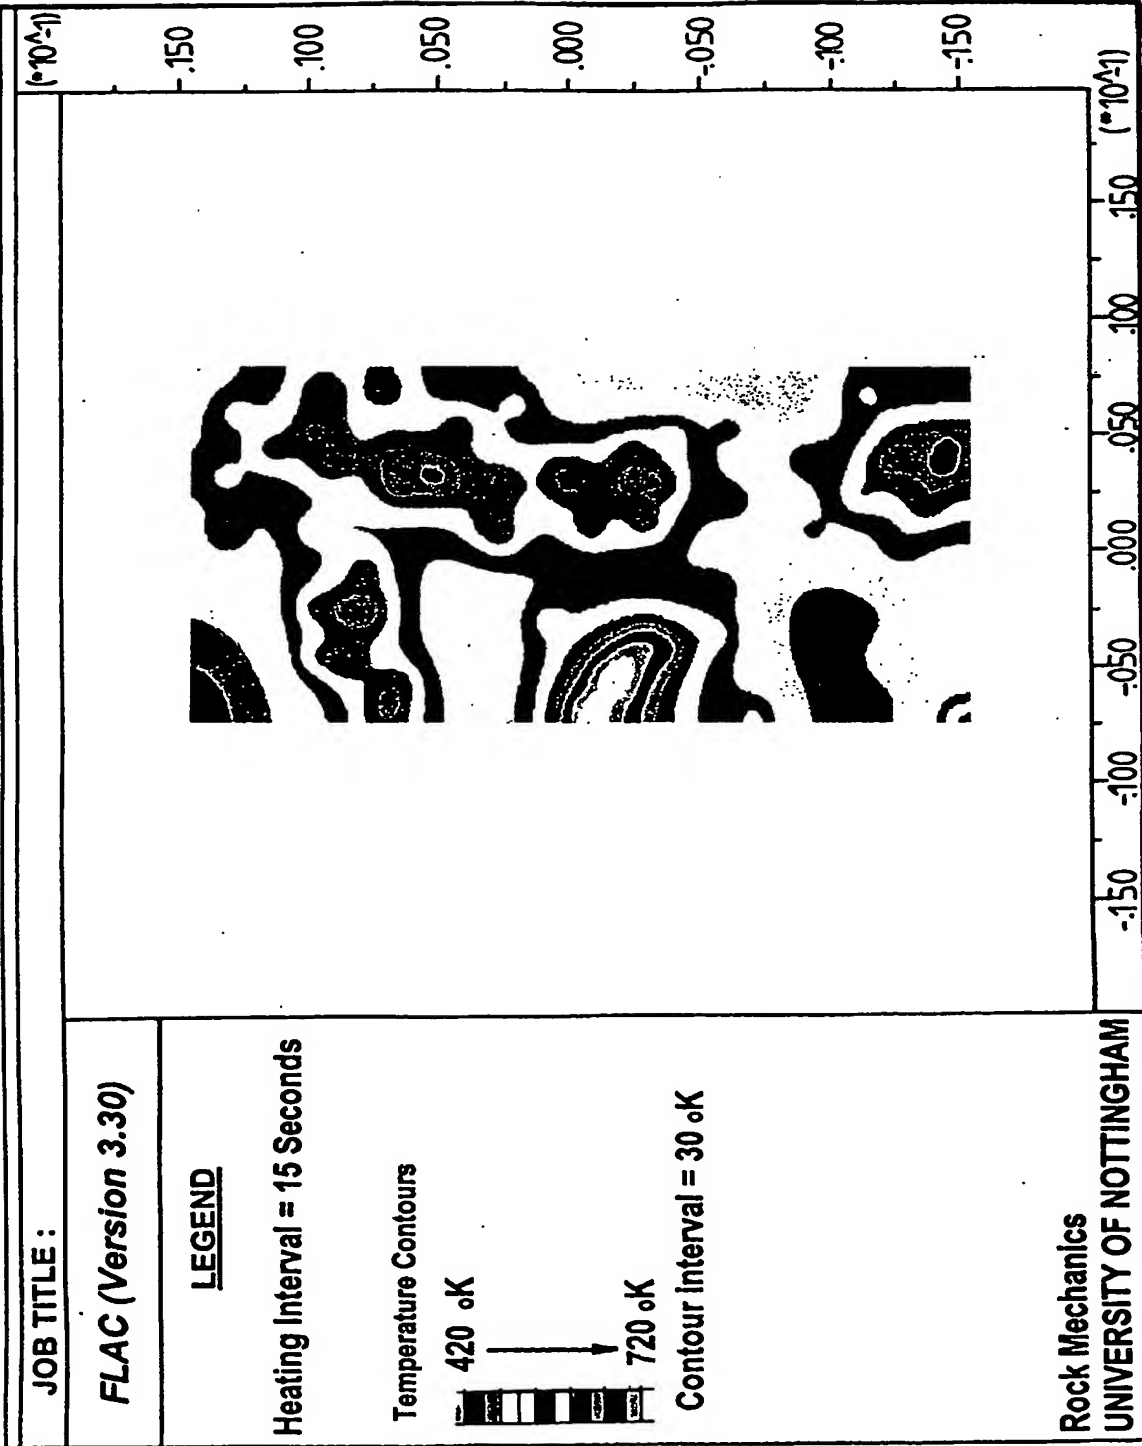 JOB TITLE :
FLAC (Version 3.30)
LEGEND
Heating Interval = 15 Seconds
Temperature Contours
420 oK
720 oK
Contour interval = 30 oK
Rock Mechanics
UNIVERSITY OF NOTTINGHAM
(*10^-1)
.150
.100
.050
.000
-.050
-.100
-.150
-.150
-.100
-.050
.000
.050
.100
.150
(*10^-1)